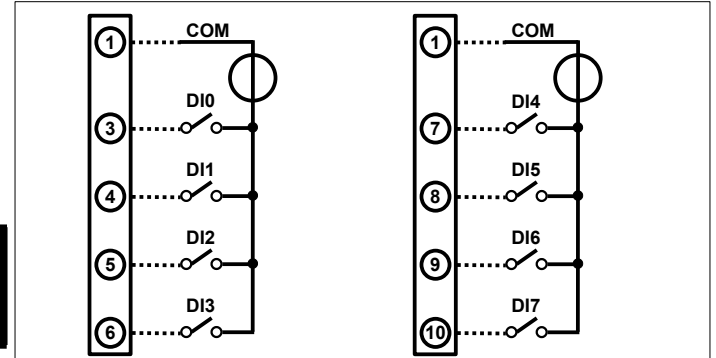 1 COM 1 COM
3 DI0 7 DI4
4 DI1 8 DI5
5 DI2 9 DI6
6 DI3 10 DI7